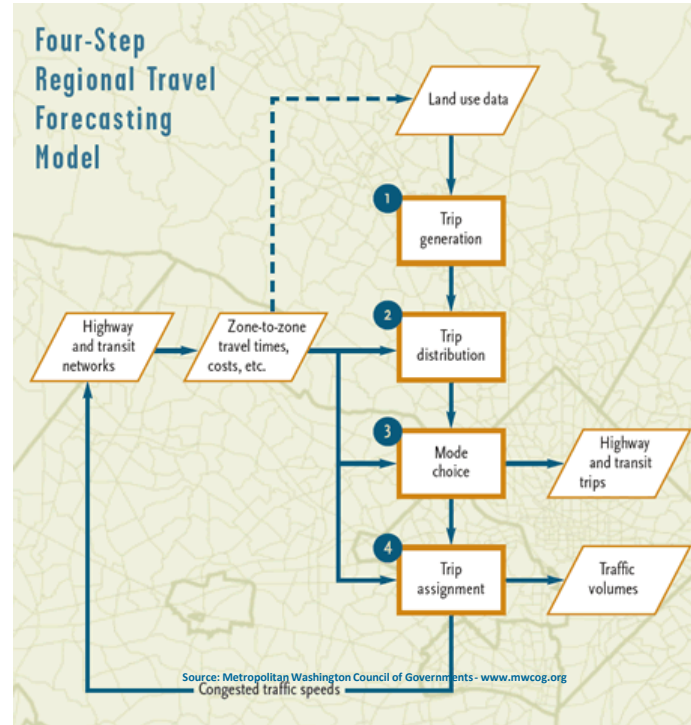 Four-Step
Regional Travel
Forecasting
Model
Land use data
1
Trip
generation
2
Trip
distribution
Highway
and transit
networks
Zone-to-zone
travel times,
costs, etc.
3
Mode
choice
Highway
and transit
trips
4
Trip
assignment
Traffic
volumes
Source: Metropolitan Washington Council of Governments - www.mwcog.org
Congested traffic speeds